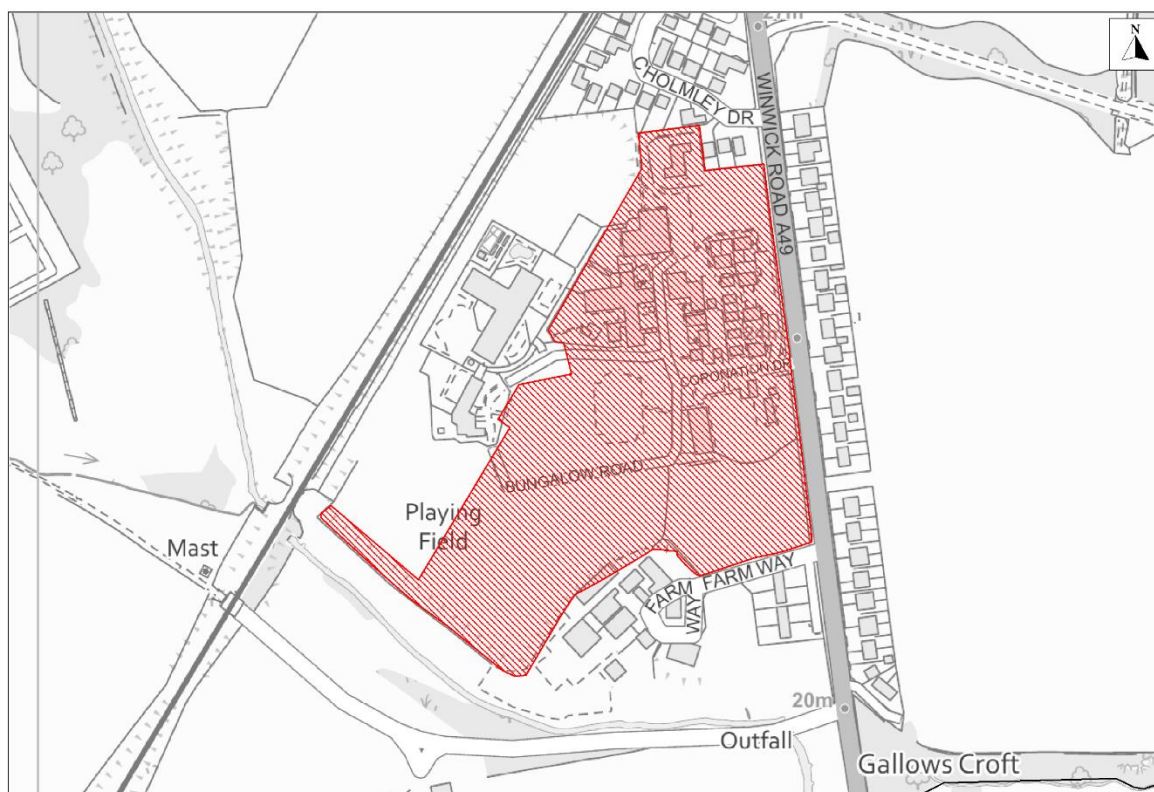 27m
N
CHOLMLEY DR
WINWICK ROAD A49
CORONATION DR
BUNGALOW ROAD
Playing
Field
Mast
FARM WAY
FARM
WAY
20m
Outfall
Gallows Croft